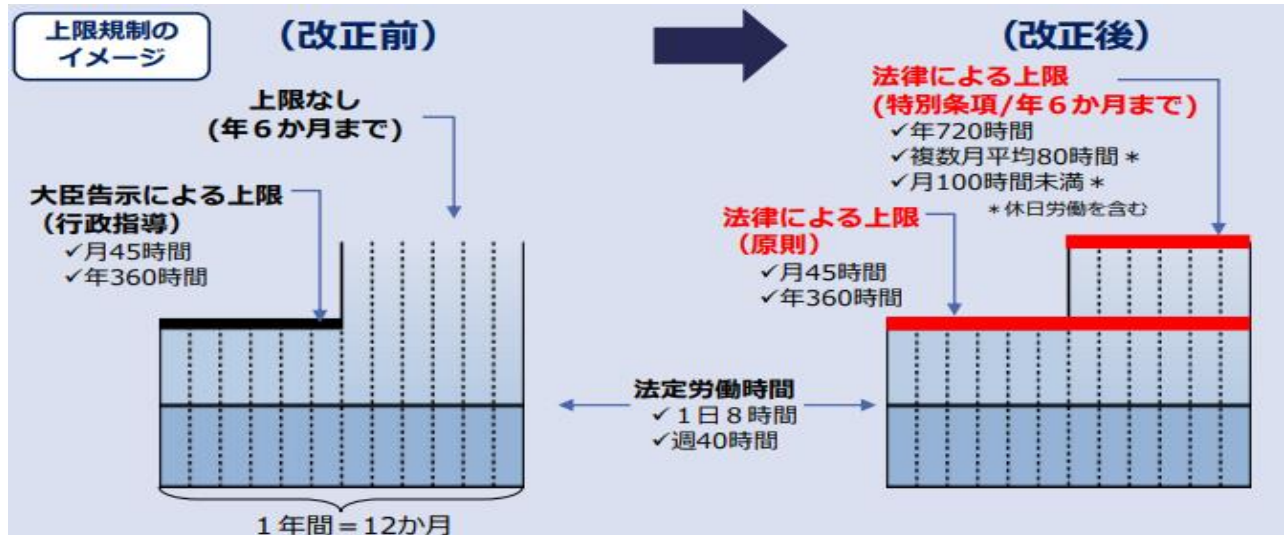 上限規制の
イメージ
（改正前）
（改正後）
上限なし
(年６か月まで)
大臣告示による上限
（行政指導）
✓月45時間
✓年360時間
法律による上限
(特別条項/年６か月まで)
✓年720時間
✓複数月平均80時間＊
✓月100時間未満＊
＊休日労働を含む
法律による上限
（原則）
✓月45時間
✓年360時間
法定労働時間
✓１日８時間
✓週40時間
１年間＝12か月